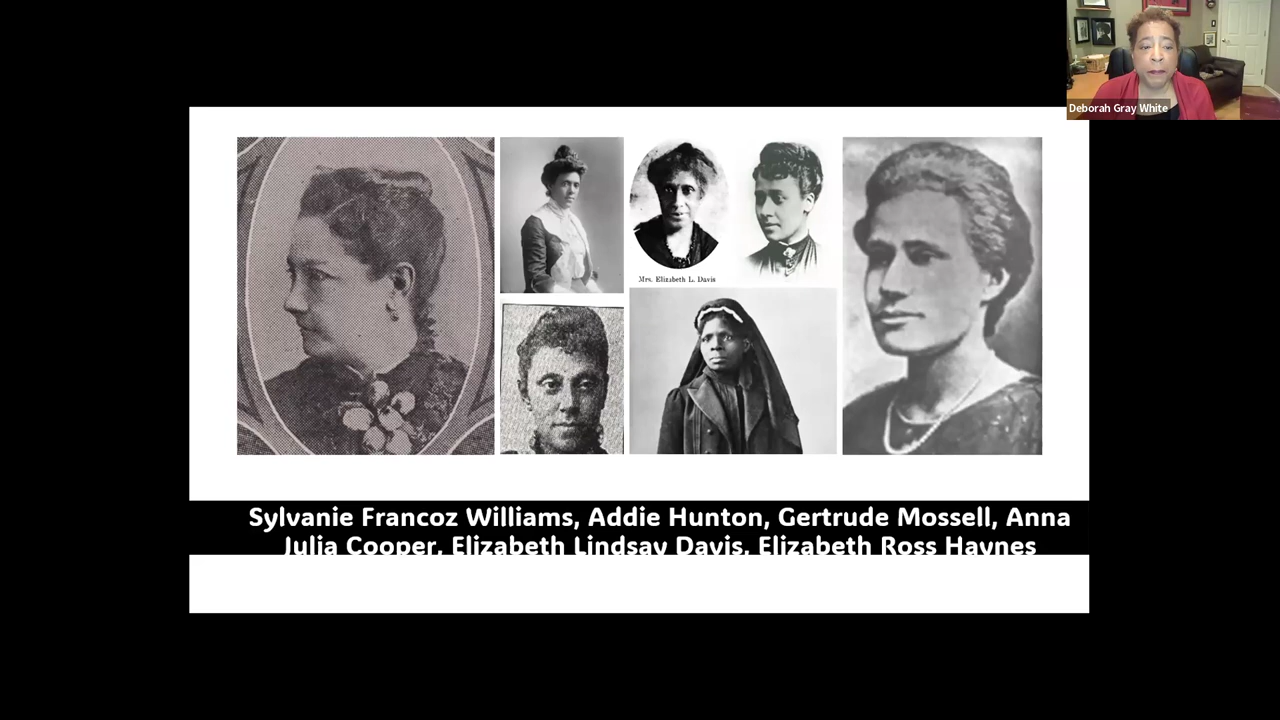 Deborah Gray White
Mrs. Elizabeth L. Davis
Sylvanie Francoz Williams, Addie Hunton, Gertrude Mossell, Anna
Julia Cooper, Elizabeth Lindsay Davis, Elizabeth Ross Haynes